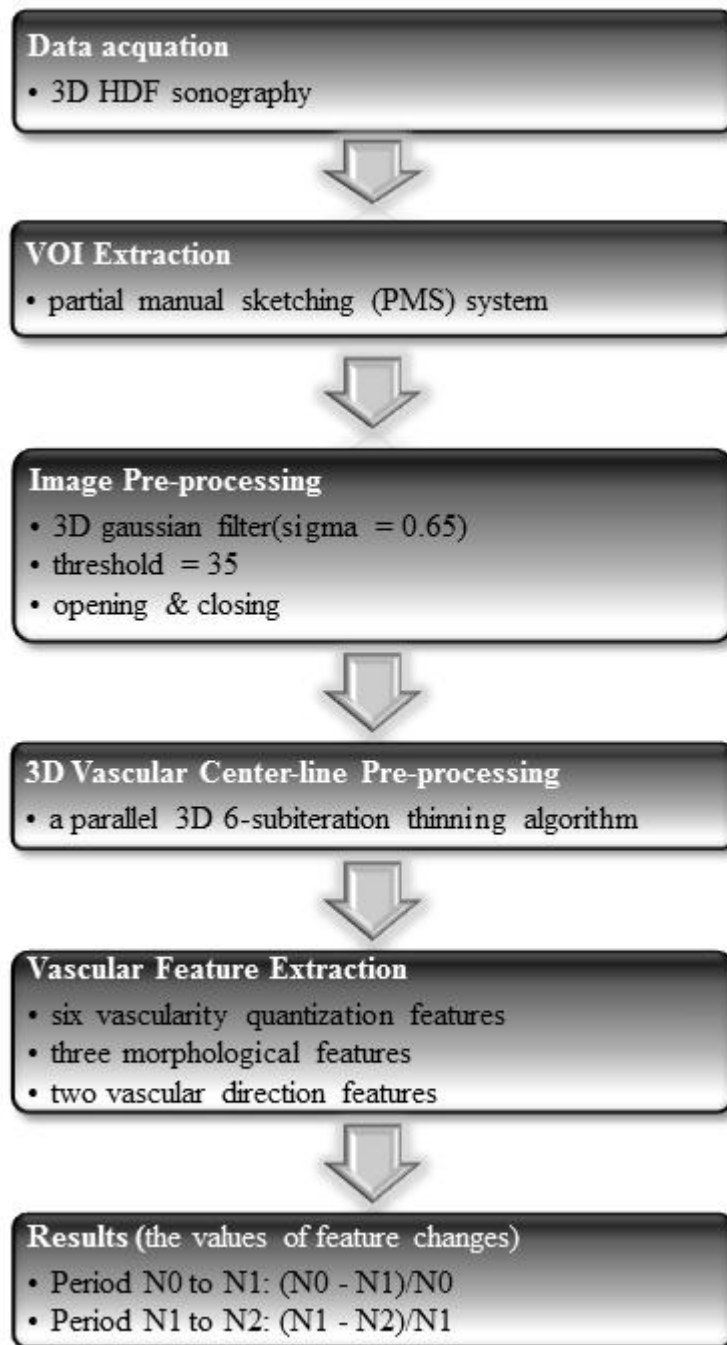 Data acquation
• 3D HDF sonography
VOI Extraction
• partial manual sketching (PMS) system
Image Pre-processing
• 3D gaussian filter(sigma = 0.65)
• threshold = 35
• opening & closing
3D Vascular Center-line Pre-processing
• a parallel 3D 6-subiteration thinning algorithm
Vascular Feature Extraction
• six vascularity quantization features
• three morphological features
• two vascular direction features
Results (the values of feature changes)
• Period N0 to N1: (N0 - N1)/N0
• Period N1 to N2: (N1 - N2)/N1